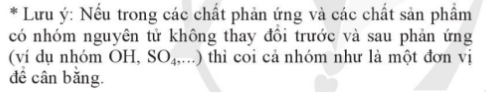 * Lưu ý: Nếu trong các chất phản ứng và các chất sản phẩm
có nhóm nguyên tử không thay đổi trước và sau phản ứng
(ví dụ nhóm OH, SO₄,...) thì coi cả nhóm như là một đơn vị
để cân bằng.